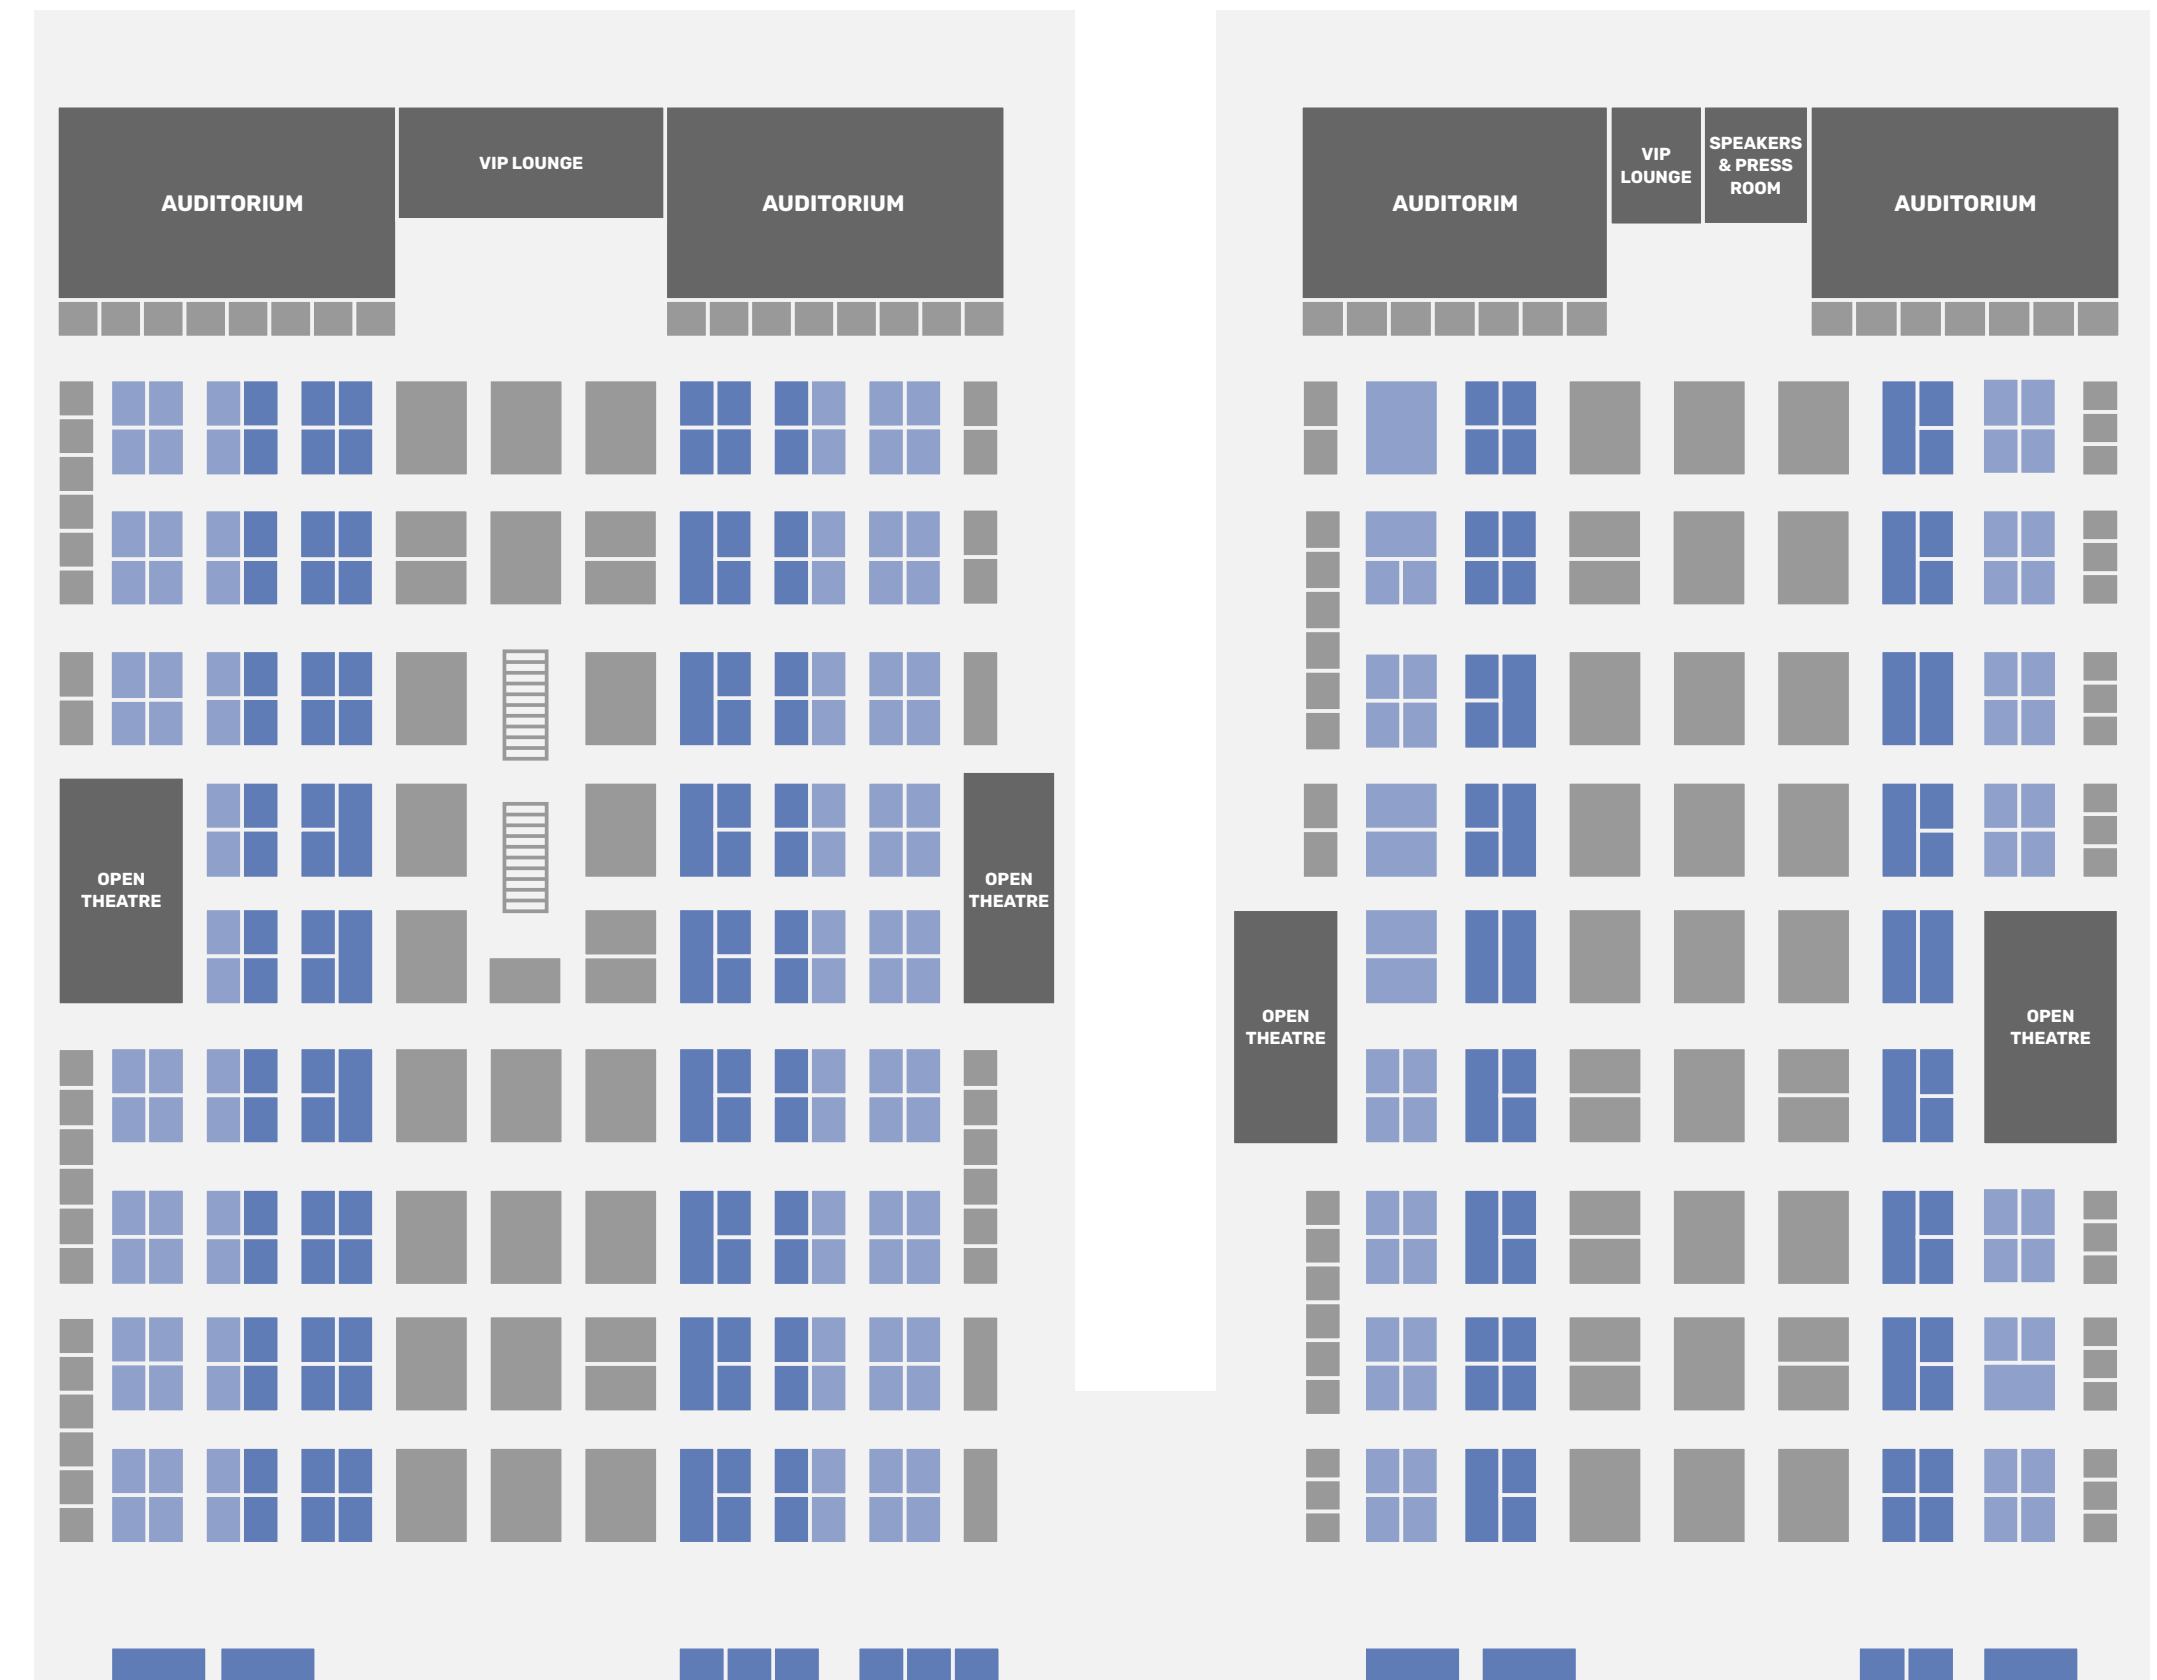 AUDITORIUM
VIP LOUNGE
AUDITORIUM
AUDITORIM
VIP
LOUNGE
SPEAKERS
& PRESS
ROOM
AUDITORIUM
OPEN
THEATRE
OPEN
THEATRE
OPEN
THEATRE
OPEN
THEATRE